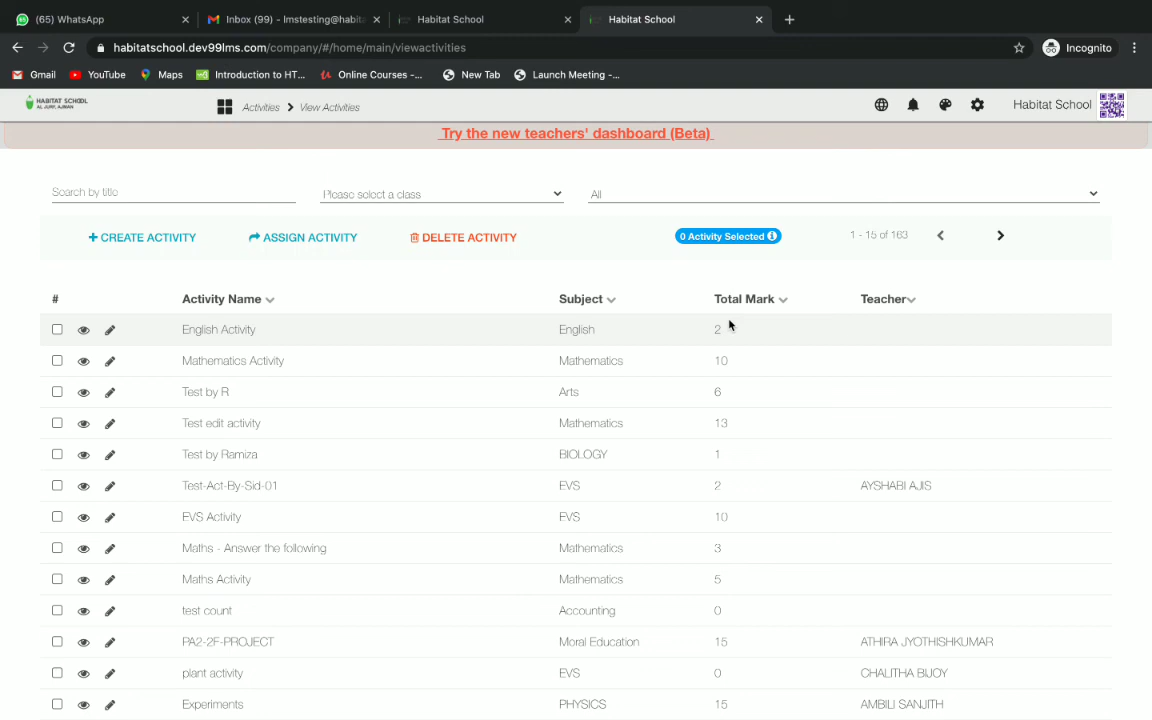 (65) WhatsApp
Inbox (99) - lmstesting@habita
Habitat School
Habitat School
habitatschool.dev99lms.com/company/#/home/main/viewactivities
Incognito
Gmail
YouTube
Maps
Introduction to HT...
Online Courses -...
New Tab
Launch Meeting -...
HABITAT SCHOOL
AL JURF, AJMAN
Activities
View Activities
Habitat School
Try the new teachers' dashboard (Beta)
Search by title
Please select a class
All
CREATE ACTIVITY
ASSIGN ACTIVITY
DELETE ACTIVITY
0 Activity Selected
1 - 15 of 163
# Activity Name Subject Total Mark Teacher
English Activity English 2
Mathematics Activity Mathematics 10
Test by R Arts 6
Test edit activity Mathematics 13
Test by Ramiza BIOLOGY 1
Test-Act-By-Sid-01 EVS 2 AYSHABI AJIS
EVS Activity EVS 10
Maths - Answer the following Mathematics 3
Maths Activity Mathematics 5
test count Accounting 0
PA2-2F-PROJECT Moral Education 15 ATHIRA JYOTHISHKUMAR
plant activity EVS 0 CHALITHA BIJOY
Experiments PHYSICS 15 AMBILI SANJITH